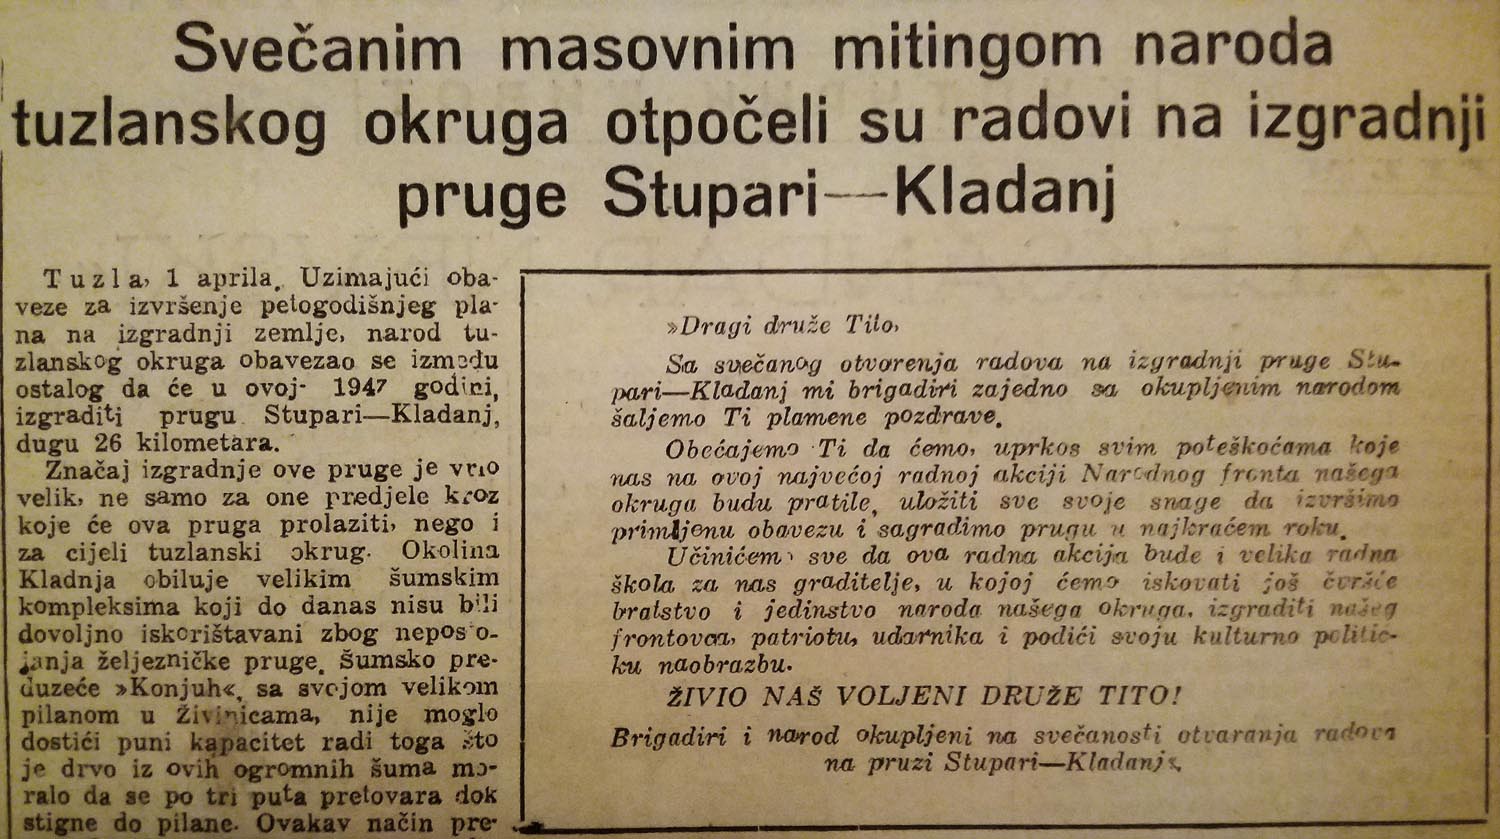 Svečanim masovnim mitingom naroda
tuzlanskog okruga otpočeli su radovi na izgradnji
pruge Stupari—Kladanj
Tuzla, 1 aprila. Uzimajući oba-
veze za izvršenje petogodišnjeg pla-
na na izgradnji zemlje, narod tu-
zlanskog okruga obavezao se između
ostalog da će u ovoj- 1947 godini,
izgraditi prugu Stupari—Kladanj,
dugu 26 kilometara.
Značaj izgradnje ove pruge je vrlo
velik, ne samo za one predjele kroz
koje će ova pruga prolaziti, nego i
za cijeli tuzlanski okrug. Okolina
Kladnja obiluje velikim šumskim
kompleksima koji do danas nisu bili
dovoljno iskorištavani zbog neposto-
janja željezničke pruge. Šumsko pre-
duzeće »Konjuh«, sa svojom velikom
pilanom u Živinicama, nije moglo
dostići puni kapacitet radi toga što
je drvo iz ovih ogromnih šuma mo-
ralo da se po tri puta pretovara dok
stigne do pilane. Ovakav način pre-
»Dragi druže Tito,
Sa svečanog otvorenja radova na izgradnji pruge Stu-
pari—Kladanj mi brigadiri zajedno sa okupljenim narodom
šaljemo Ti plamene pozdrave.
Obećajemo Ti da ćemo, uprkos svim poteškoćama koje
nas na ovoj najvećoj radnoj akciji Narodnog fronta našega
okruga budu pratile, uložiti sve svoje snage da izvršimo
primljenu obavezu i sagradimo prugu u najkraćem roku.
Učinićemo sve da ova radna akcija bude i velika radna
škola za nas graditelje, u kojoj ćemo iskovati još čvršće
bratstvo i jedinstvo naroda našega okruga, izgraditi našeg
frontovca, patriotu, udarnika i podići svoju kulturno politič-
ku naobrazbu.
ŽIVIO NAŠ VOLJENI DRUŽE TITO!
Brigadiri i narod okupljeni na svečanosti otvaranja radova
na pruzi Stupari—Kladanj«.